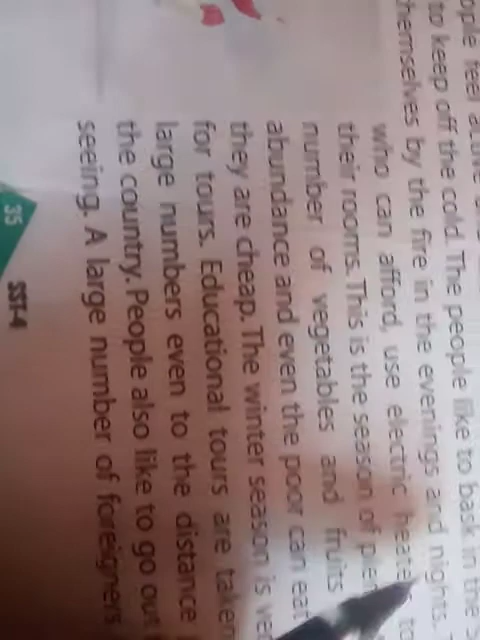 to keep off the cold. The people like to bask in the
themselves by the fire in the evenings and nights.
who can afford, use electric
their rooms. This is the season of
number of vegetables and fruits
abundance and even the poor can eat
they are cheap. The winter season is
for tours. Educational tours are taken
large numbers even to the distance
the country. People also like to go out
seeing. A large number of foreigners
35 SST-4